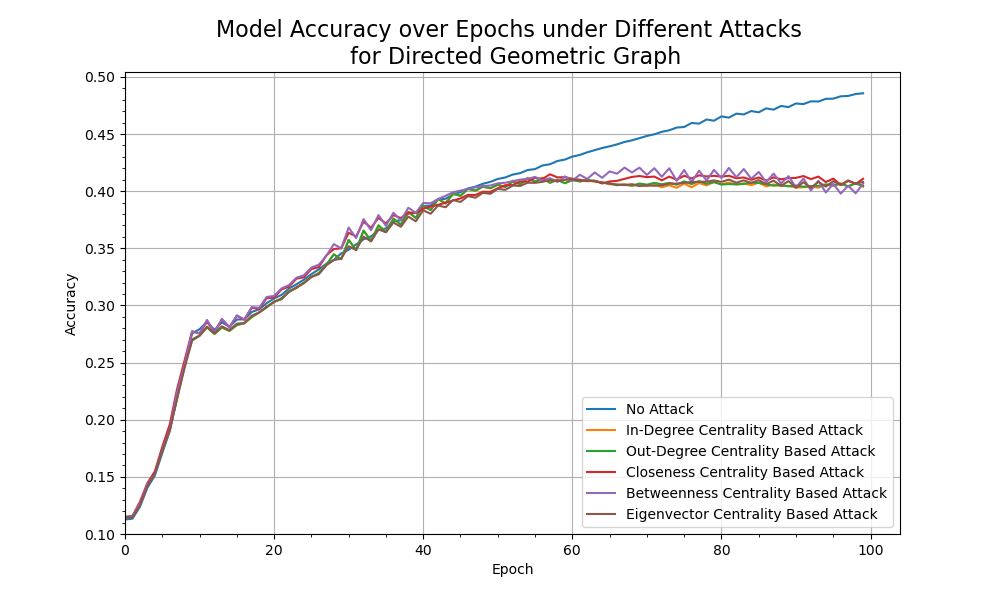 Model Accuracy over Epochs under Different Attacks
for Directed Geometric Graph
0.50
0.45
0.40
0.35
0.30
0.25
0.20
0.15
0.10
Accuracy
No Attack
In-Degree Centrality Based Attack
Out-Degree Centrality Based Attack
Closeness Centrality Based Attack
Betweenness Centrality Based Attack
Eigenvector Centrality Based Attack
0 20 40 60 80 100
Epoch